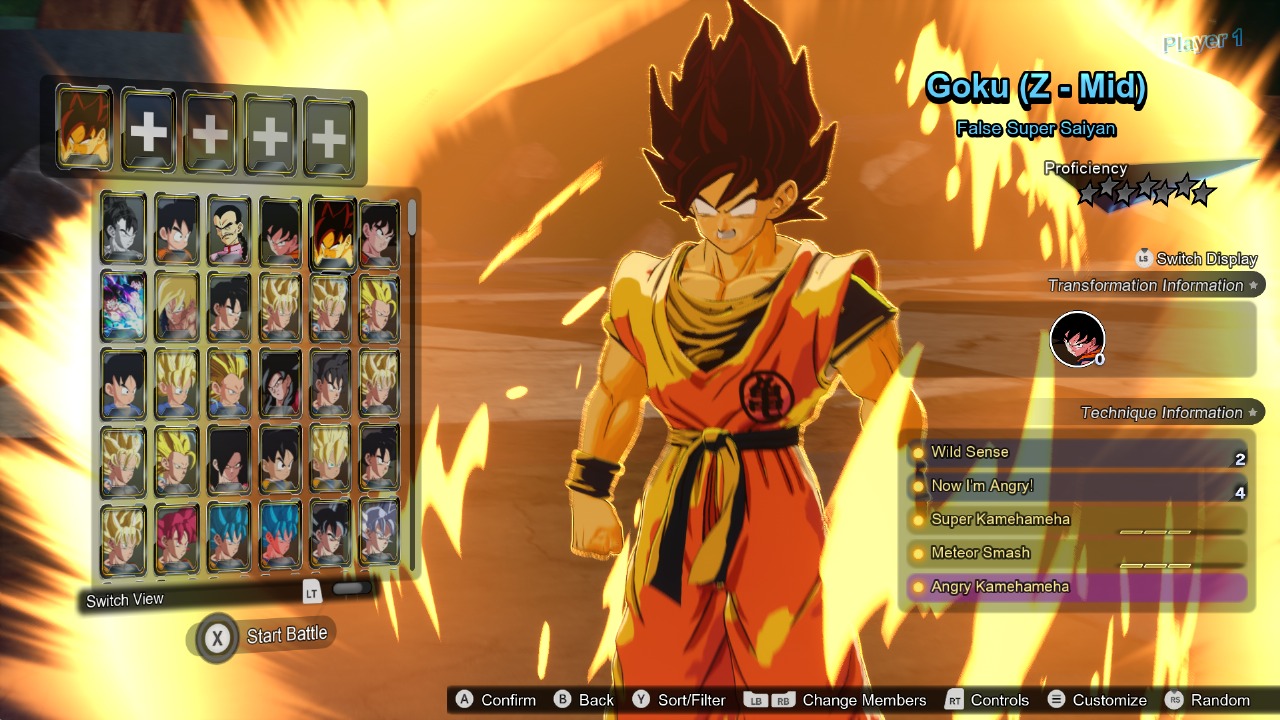 Player 1
Goku (Z - Mid)
False Super Saiyan
Proficiency
LS Switch Display
Transformation Information
0
Technique Information
Wild Sense 2
Now I'm Angry! 4
Super Kamehameha
Meteor Smash
Angry Kamehameha
Switch View LT
X Start Battle
A Confirm B Back Y Sort/Filter LB RB Change Members RT Controls Customize RS Random